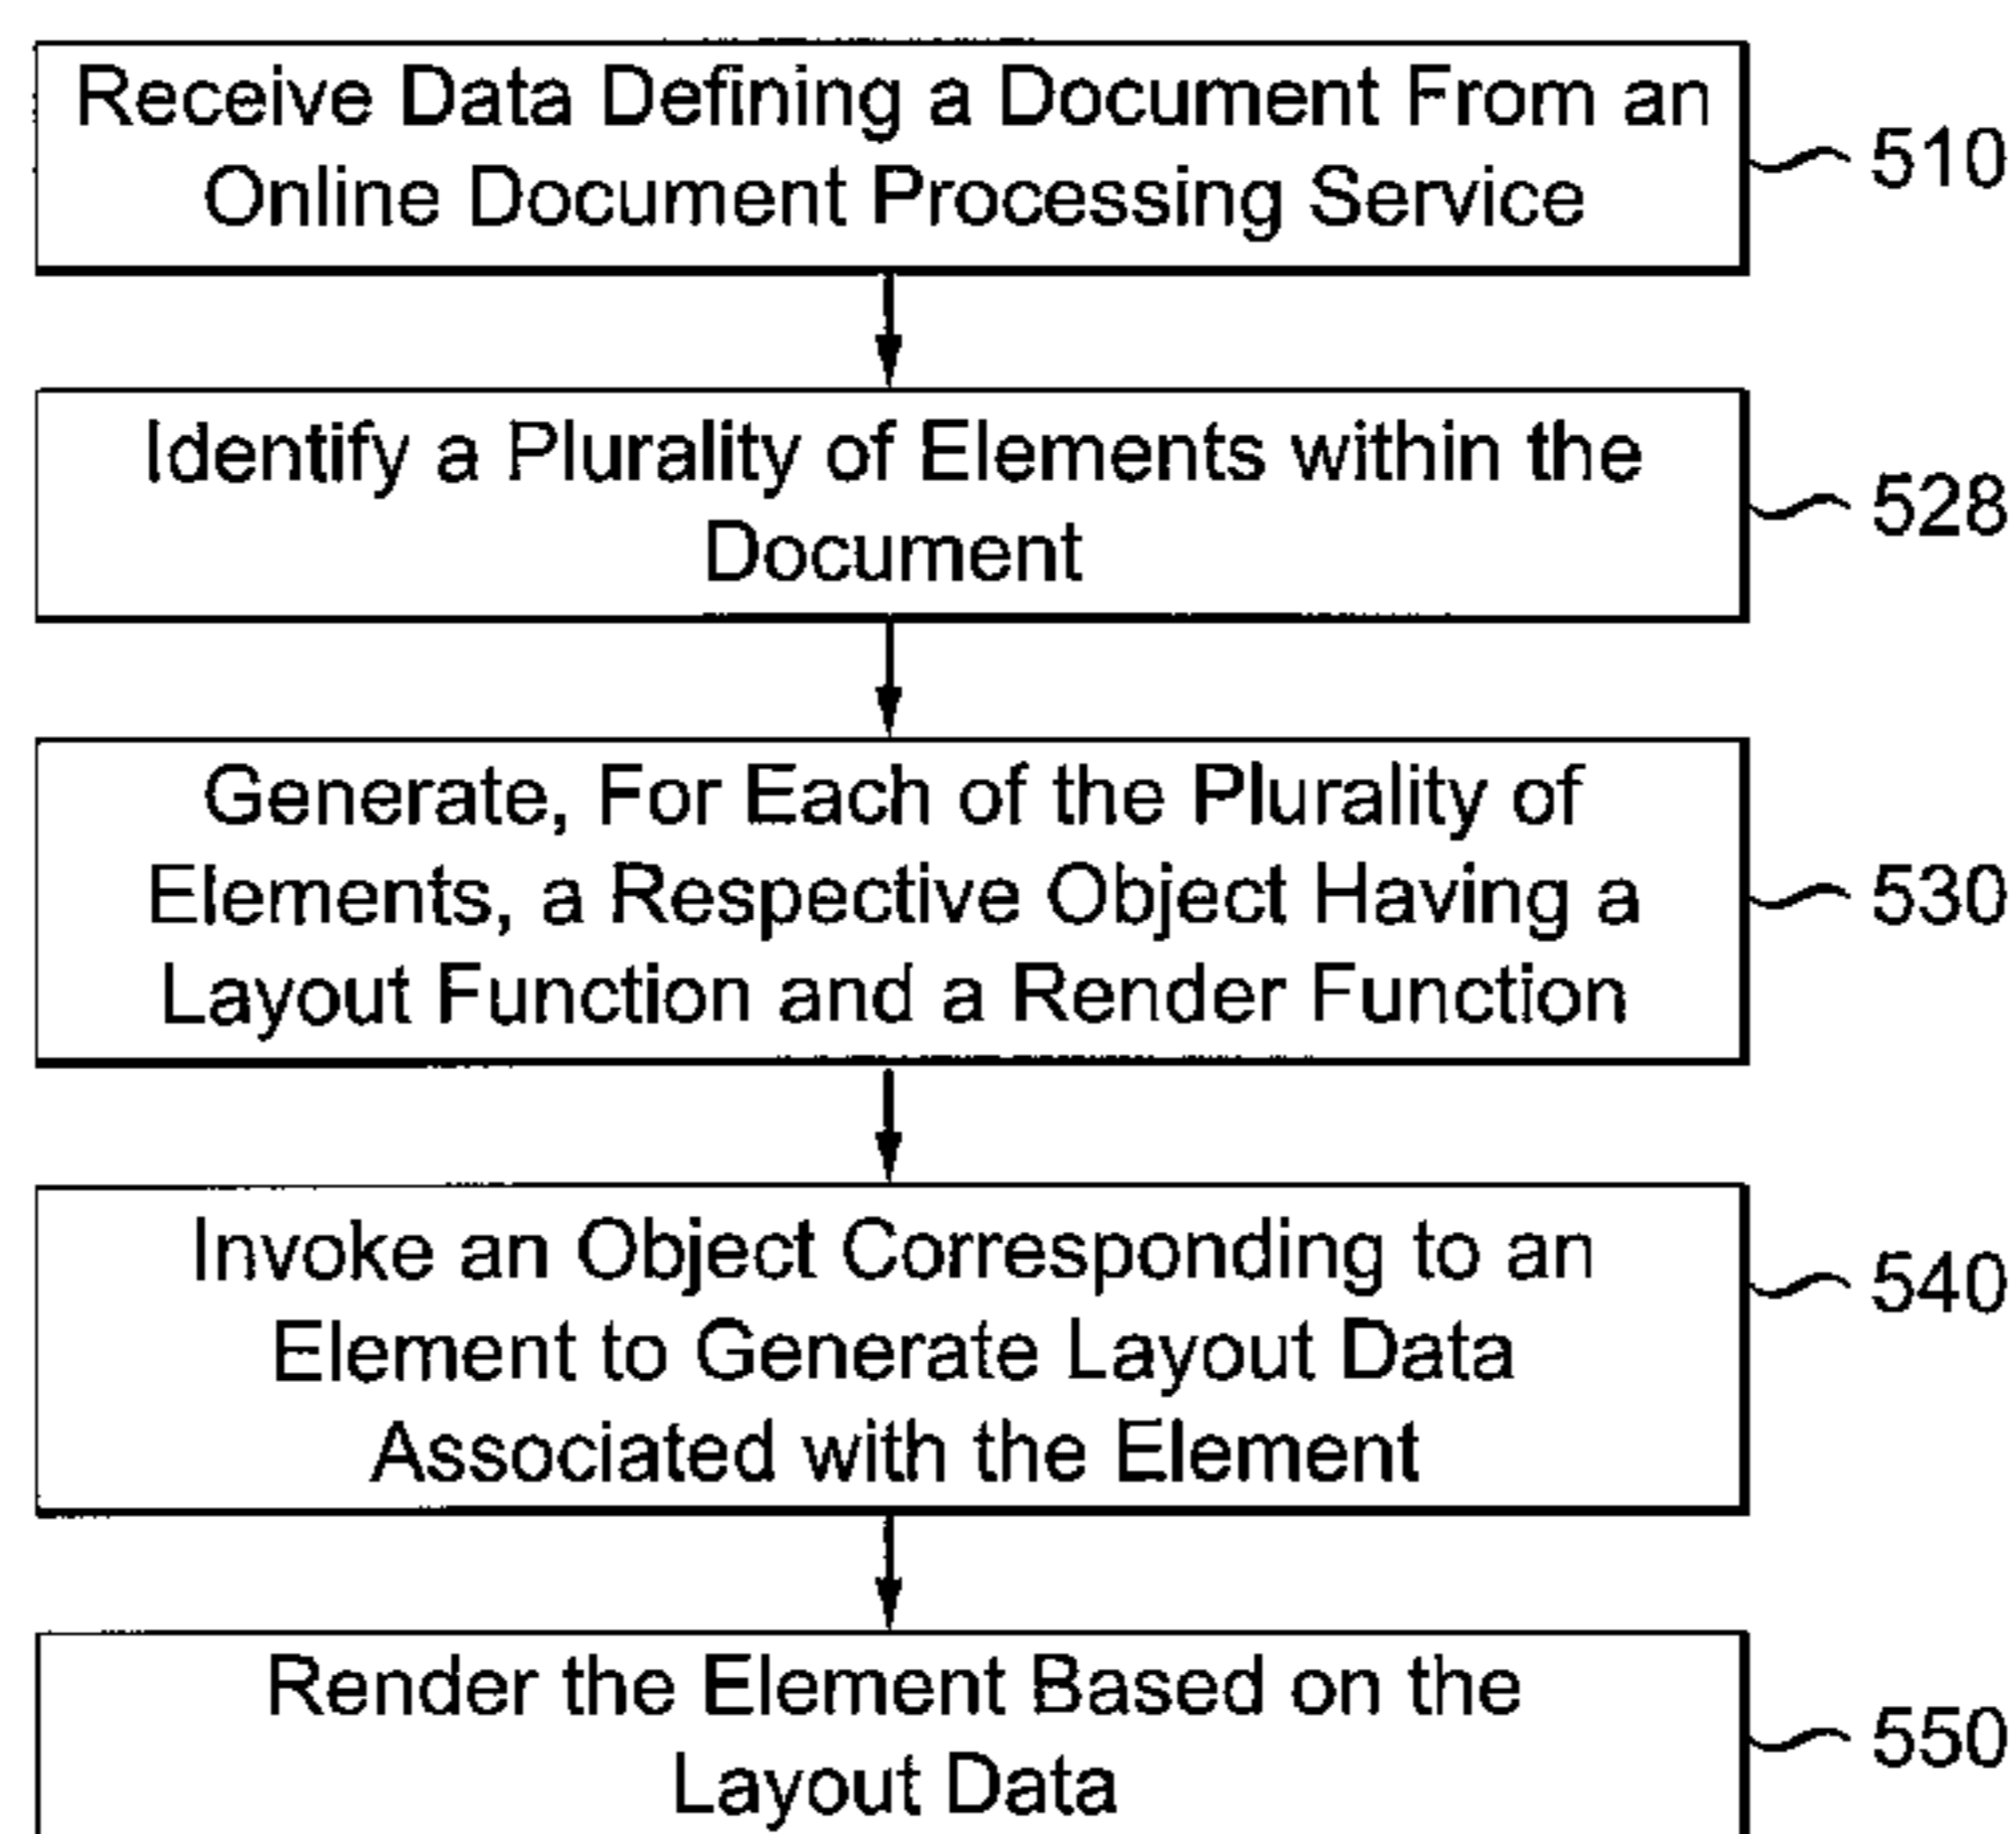 Receive Data Defining a Document From an
Online Document Processing Service
510
Identify a Plurality of Elements within the
Document
528
Generate, For Each of the Plurality of
Elements, a Respective Object Having a
Layout Function and a Render Function
530
Invoke an Object Corresponding to an
Element to Generate Layout Data
Associated with the Element
540
Render the Element Based on the
Layout Data
550